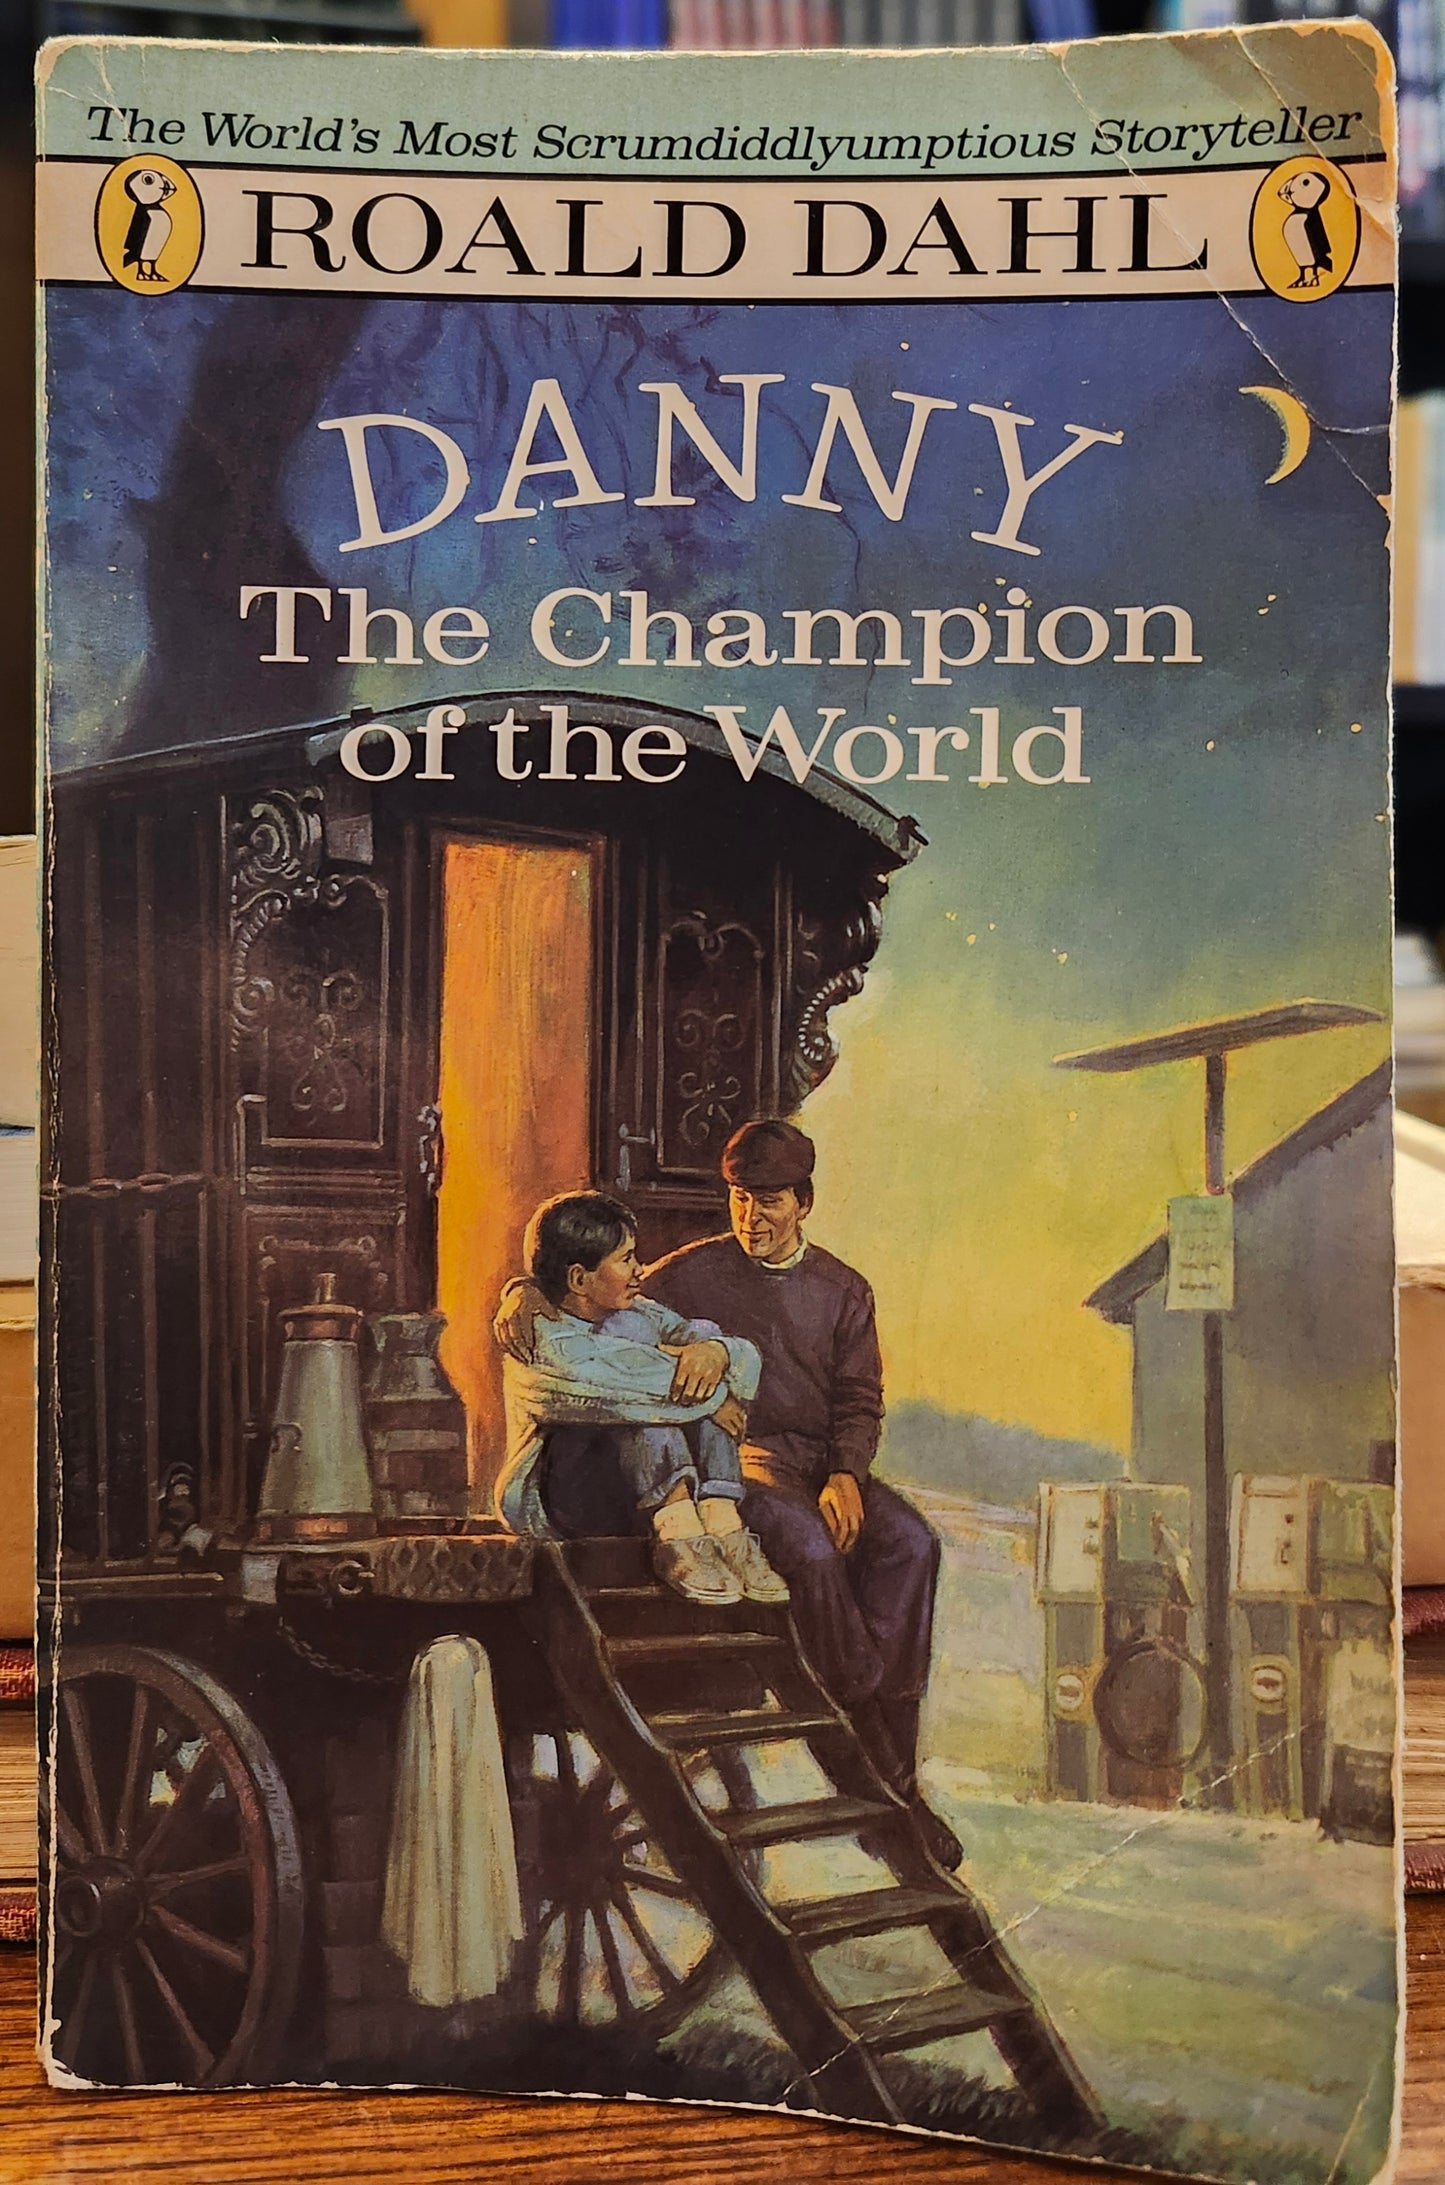 The World's Most Scrumdiddlyumptious Storyteller
ROALD DAHL
DANNY
The Champion
of the World